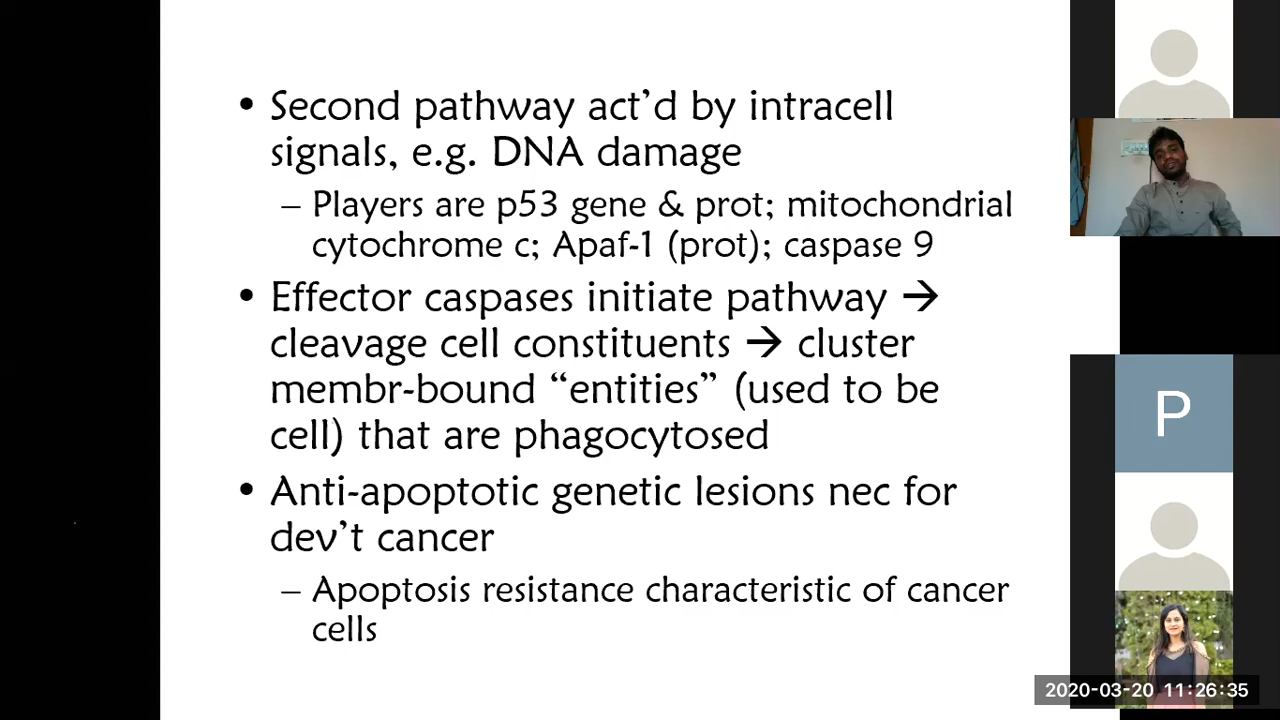 • Second pathway act’d by intracell
signals, e.g. DNA damage
– Players are p53 gene & prot; mitochondrial
cytochrome c; Apaf-1 (prot); caspase 9
• Effector caspases initiate pathway →
cleavage cell constituents → cluster
membr-bound “entities” (used to be
cell) that are phagocytosed
• Anti-apoptotic genetic lesions nec for
dev’t cancer
– Apoptosis resistance characteristic of cancer
cells
P
2020-03-20 11:26:35